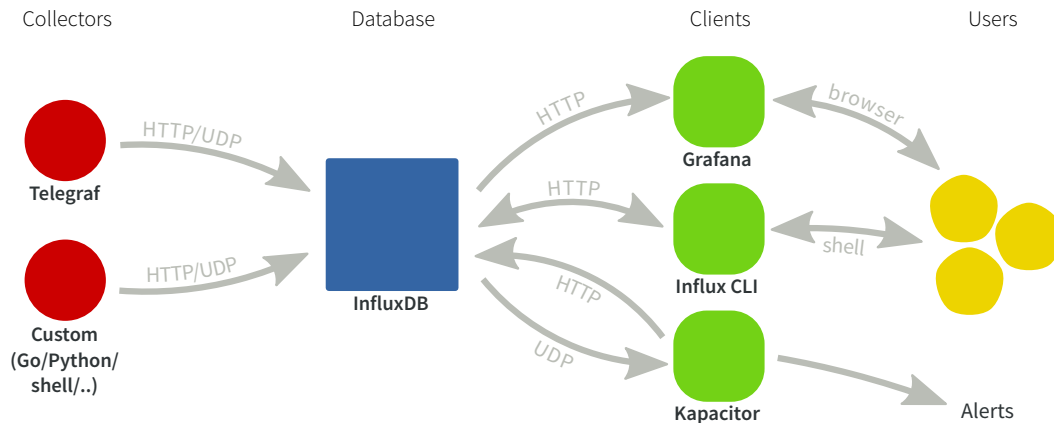 Collectors
Database
Clients
Users
HTTP/UDP
Telegraf
HTTP/UDP
Custom
(Go/Python/
shell/..)
InfluxDB
HTTP
HTTP
HTTP
UDP
Grafana
Influx CLI
Kapacitor
browser
shell
Alerts